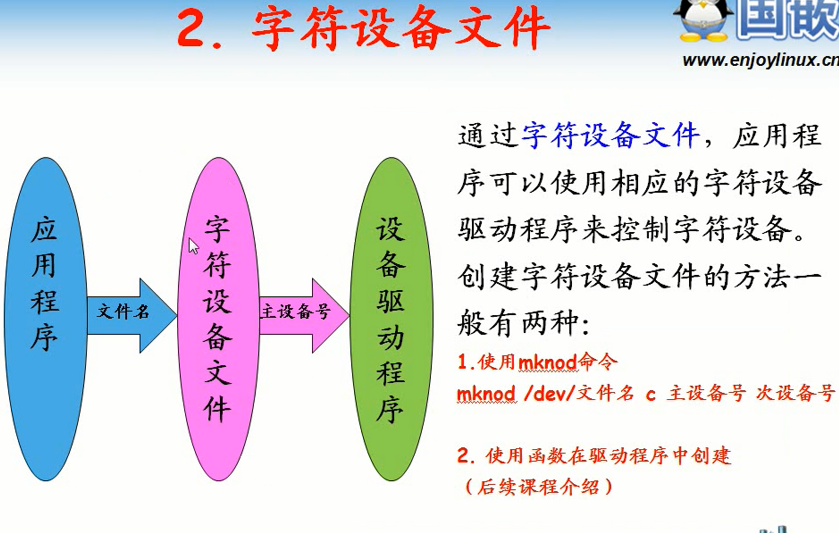 2. 字符设备文件
国嵌
www.enjoylinux.cn
应用程序
文件名
字符设备文件
主设备号
设备驱动程序
通过字符设备文件，应用程
序可以使用相应的字符设备
驱动程序来控制字符设备。
创建字符设备文件的方法一
般有两种：
1.使用mknod命令
mknod /dev/文件名 c 主设备号 次设备号
2. 使用函数在驱动程序中创建
（后续课程介绍）